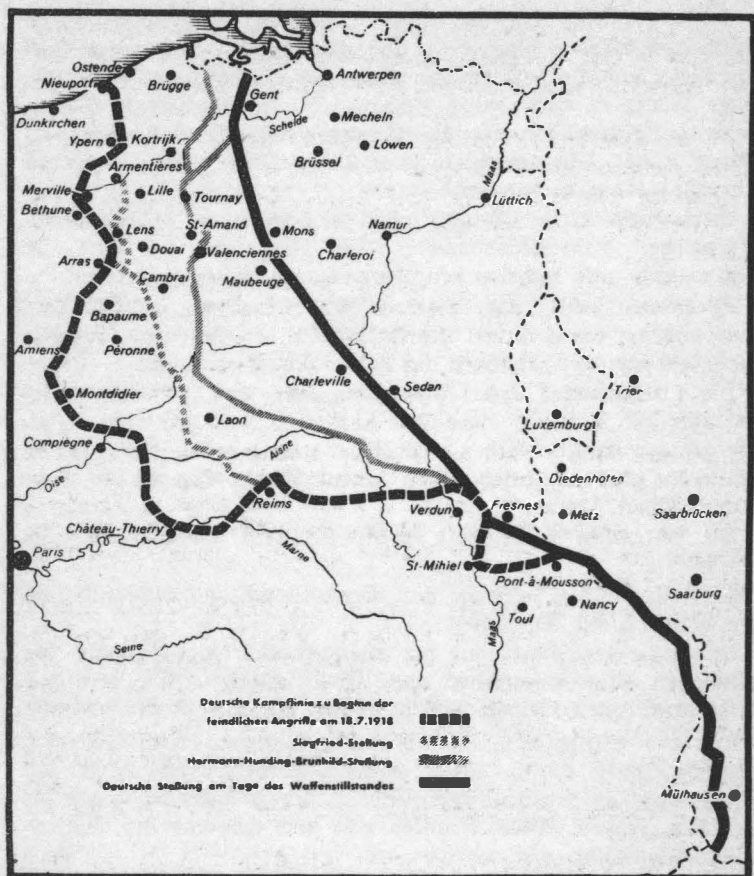 Ostende
Nieuport
Brügge
Antwerpen
Gent
Dunkirchen
Schelde
Mecheln
Ypern
Kortrijk
Löwen
Brüssel
Armentieres
Maas
Merville
Lille
Tournay
Lüttich
Bethune
St-Amand
Namur
Lens
Mons
Douai
Valenciennes
Charleroi
Arras
Cambrai
Maubeuge
Bapaume
Amiens
Péronne
Charleville
Sedan
Trier
Montdidier
Laon
Luxemburg
Compiègne
Aisne
Diedenhofen
Oise
Reims
Verdun
Fresnes
Metz
Saarbrücken
Château-Thierry
Paris
Marne
St-Mihiel
Pont-à-Mousson
Saarburg
Nancy
Toul
Seine
Maas
Deutsche Kampflinie zu Beginn der
feindlichen Angriffe am 18.7.1918
Siegfried-Stellung
Hermann-Hunding-Brunhild-Stellung
Deutsche Stellung am Tage des Waffenstillstandes
Mülhausen